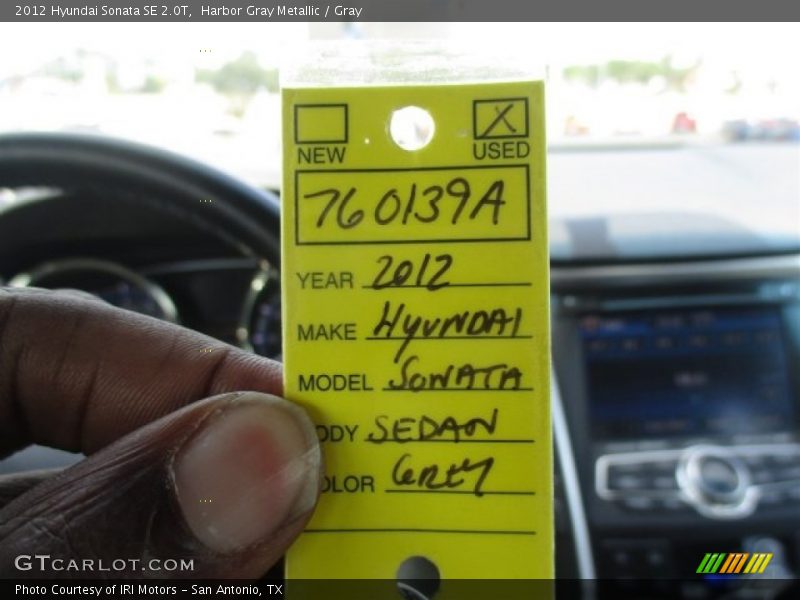 2012 Hyundai Sonata SE 2.0T,  Harbor Gray Metallic / Gray
X
NEW USED
760139A
YEAR 2012
MAKE HYUNDAI
MODEL SONATA
ODY SEDAN
OLOR GREY
GTCARLOT.COM
Photo Courtesy of IRI Motors - San Antonio, TX